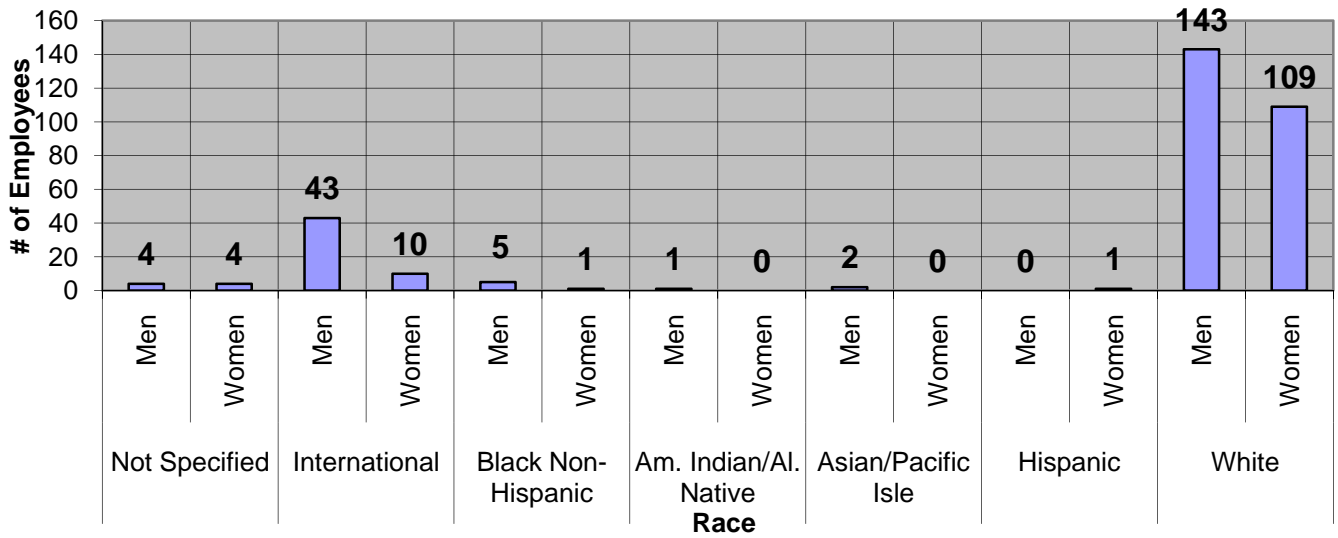 160
140
120
100
80
60
40
20
0
# of Employees
4
4
43
10
5
1
1
0
2
0
0
1
143
109
Men
Women
Men
Women
Men
Women
Men
Women
Men
Women
Men
Women
Men
Women
Not Specified
International
Black Non-
Hispanic
Am. Indian/Al.
Native
Asian/Pacific
Isle
Hispanic
White
Race